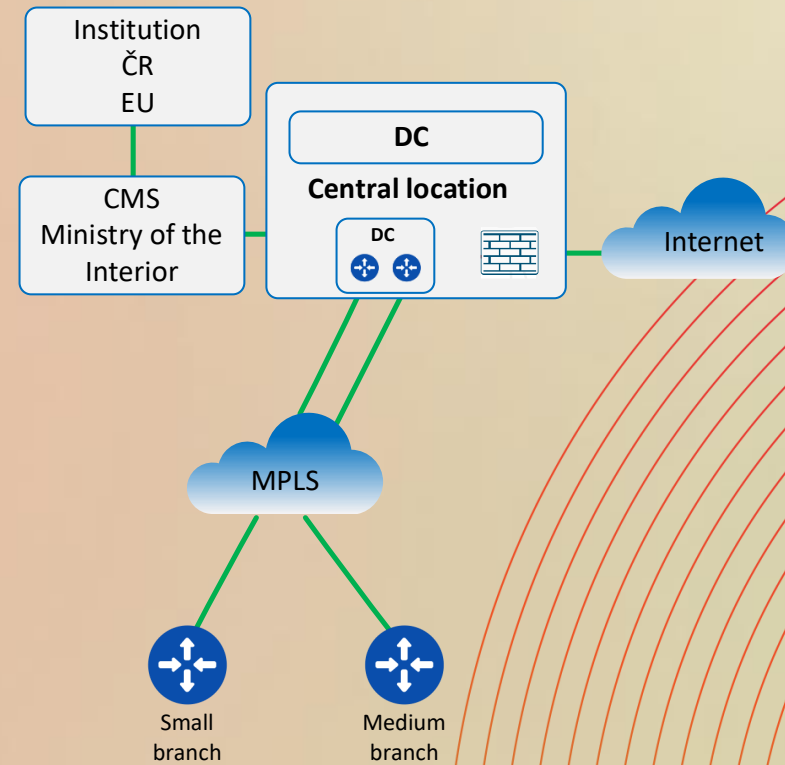 Institution
ČR
EU
CMS
Ministry of the
Interior
DC
Central location
DC
Internet
MPLS
Small
branch
Medium
branch